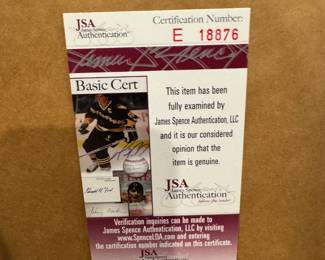 JSA James Spence Authentication
Certification Number:
E 18876
James Spence
Basic Cert
This item has been
fully examined by
James Spence Authentication, LLC
and it is our considered
opinion that the
item is genuine.
JSA James Spence Authentication
Verification inquiries can be made to
James Spence Authentication, LLC by visiting
www.SpenceLOA.com and entering
the certification number indicated on this certificate.
JSA